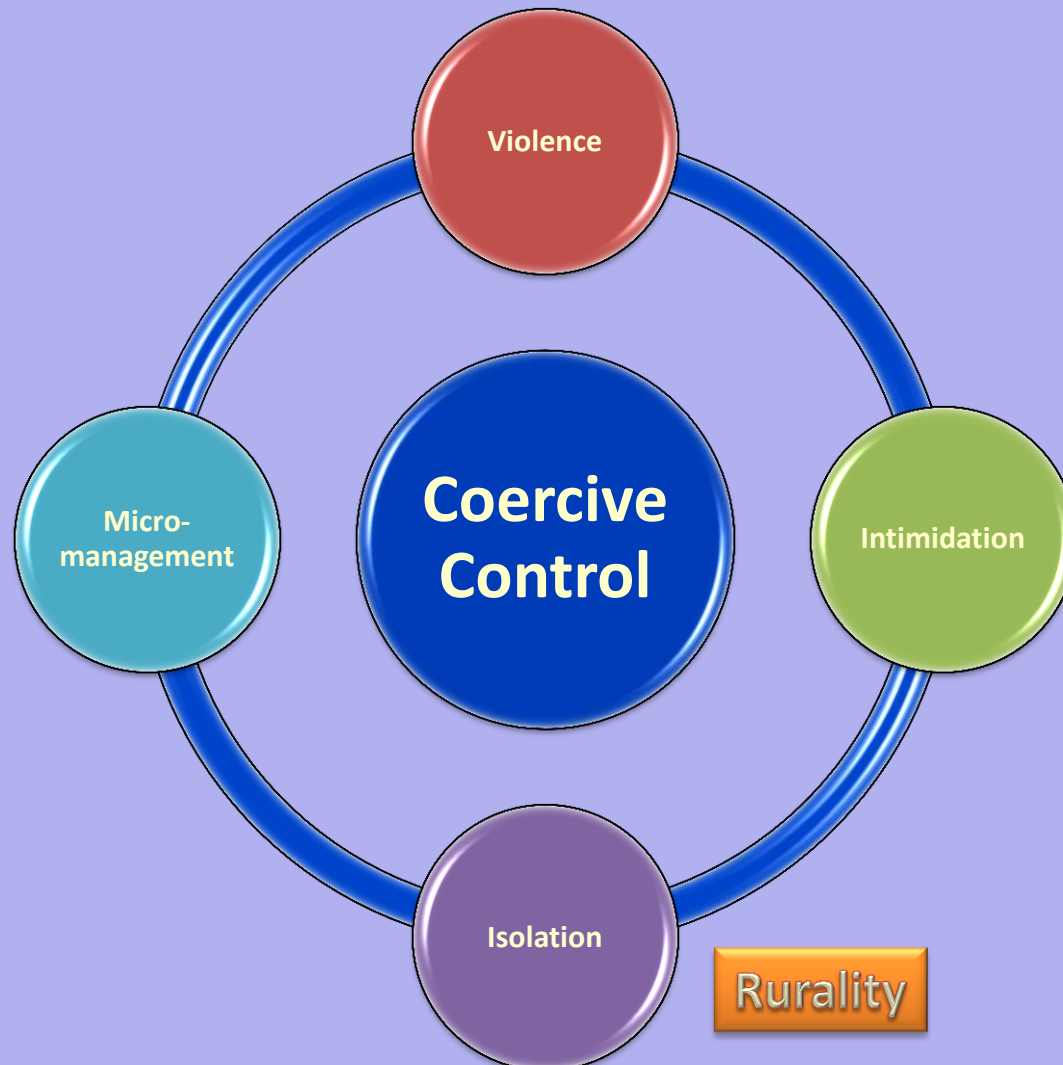 Violence
Coercive
Control
Micro-
management
Intimidation
Isolation
Rurality